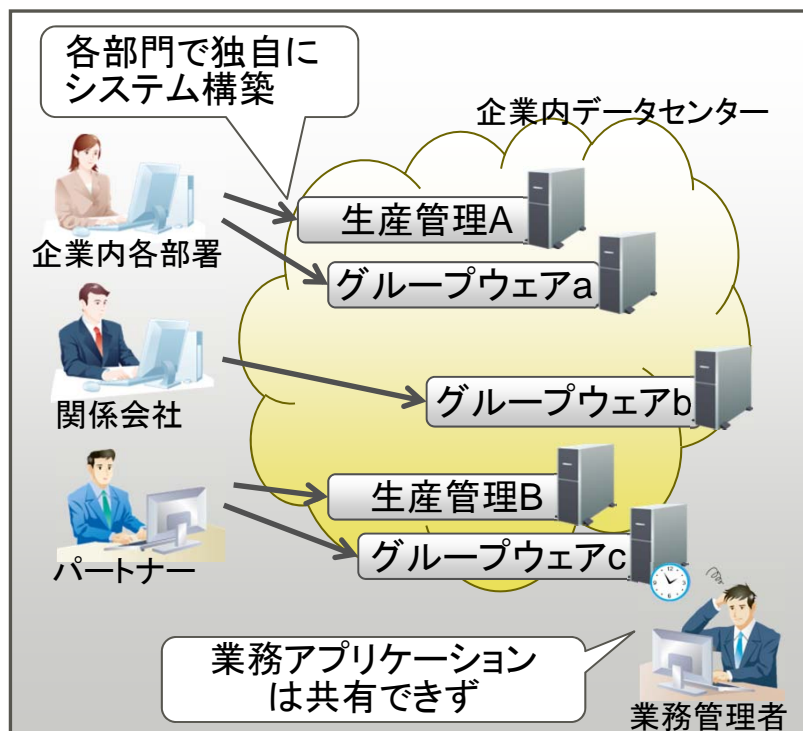 各部門で独自に
システム構築
企業内データセンター
生産管理A
企業内各部署
グループウェアa
グループウェアb
関係会社
生産管理B
グループウェアc
パートナー
業務アプリケーション
は共有できず
業務管理者